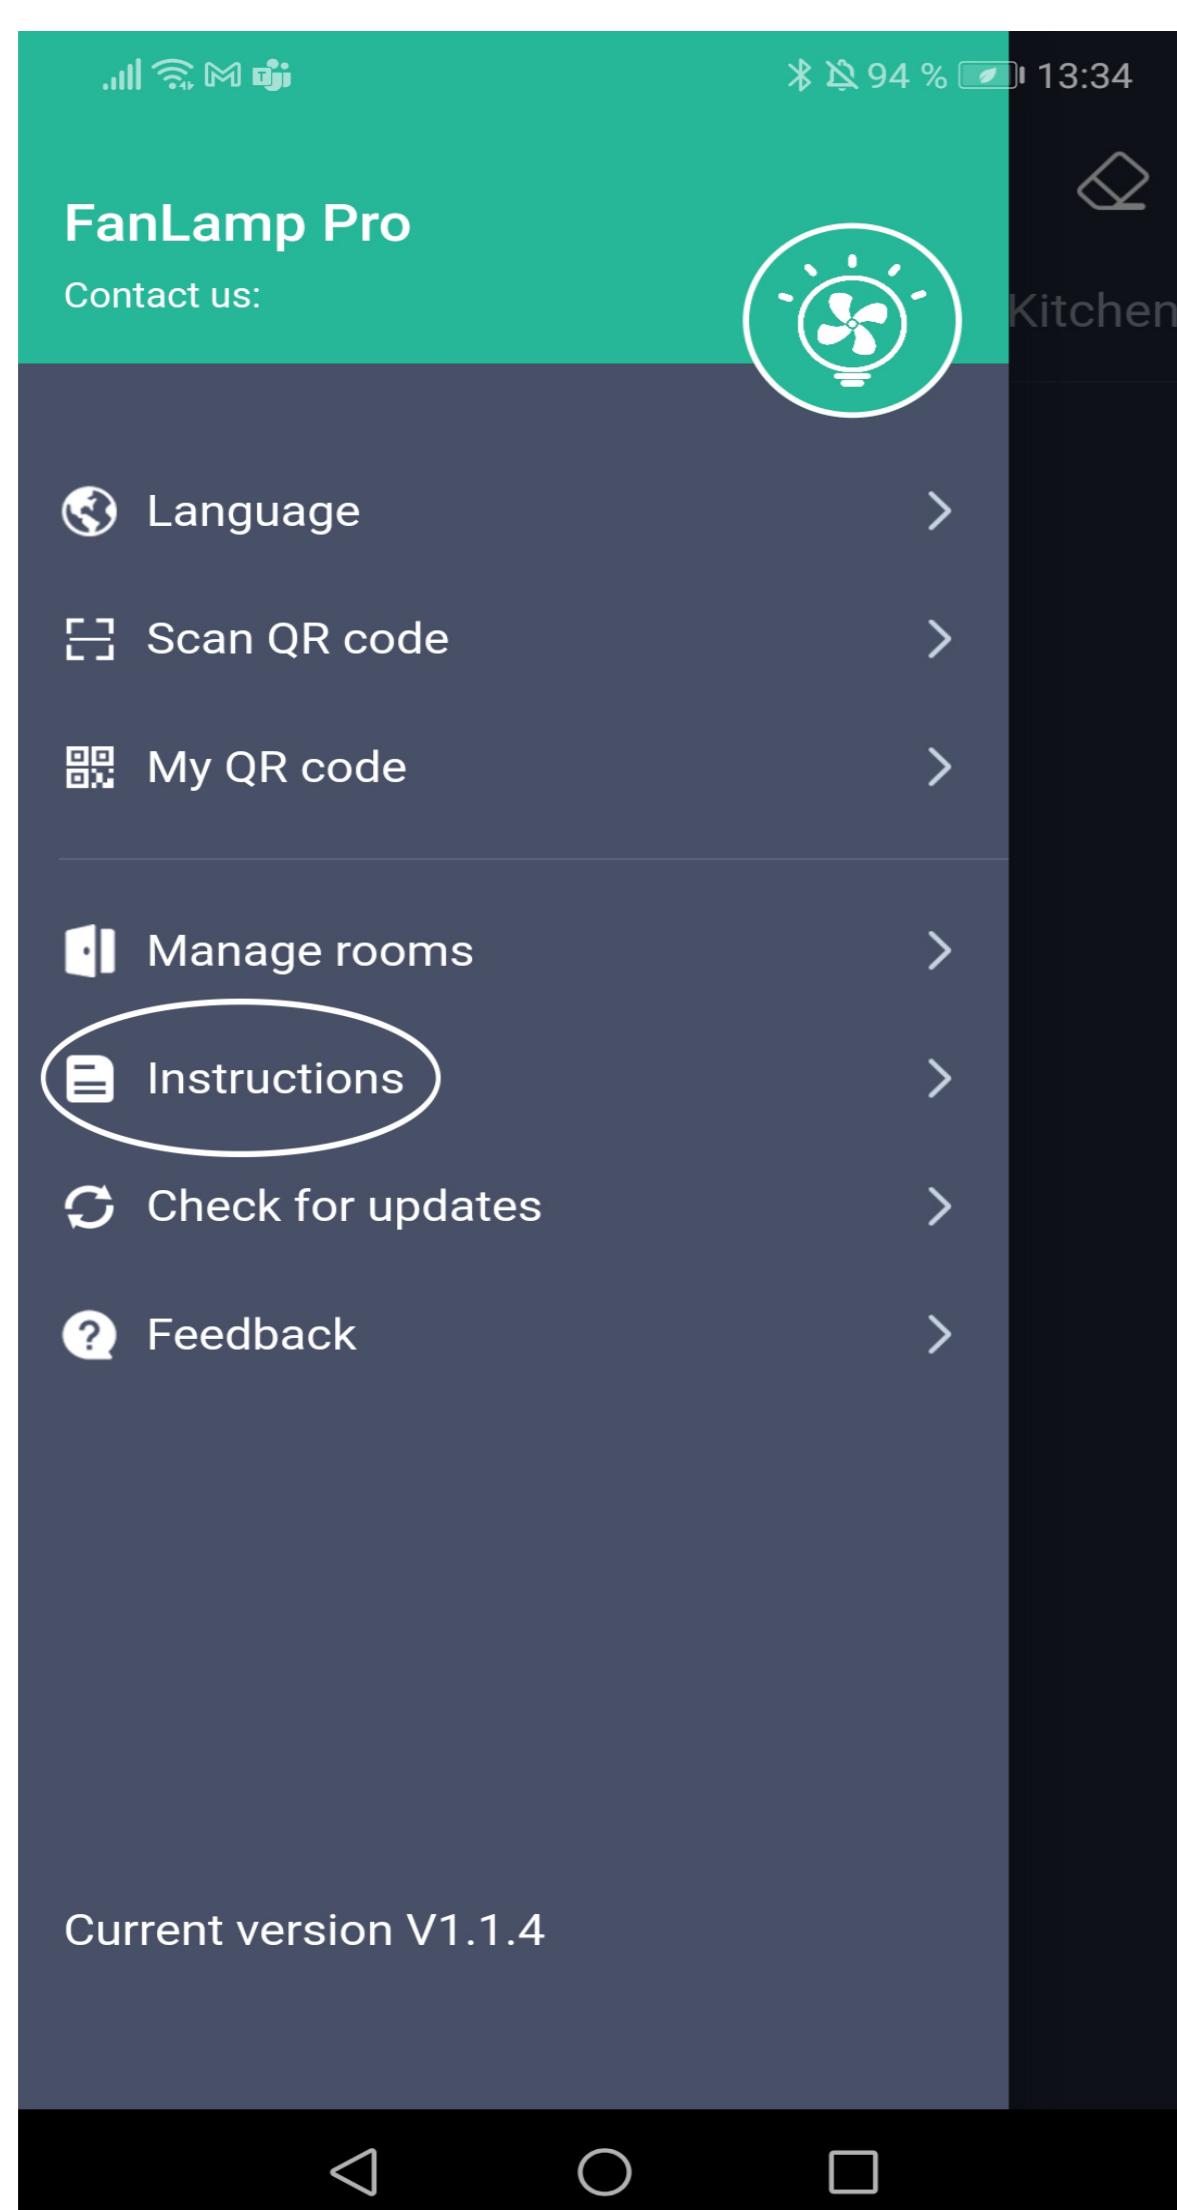 94 % 13:34
FanLamp Pro
Contact us:
Kitchen
Language
Scan QR code
My QR code
Manage rooms
Instructions
Check for updates
Feedback
Current version V1.1.4